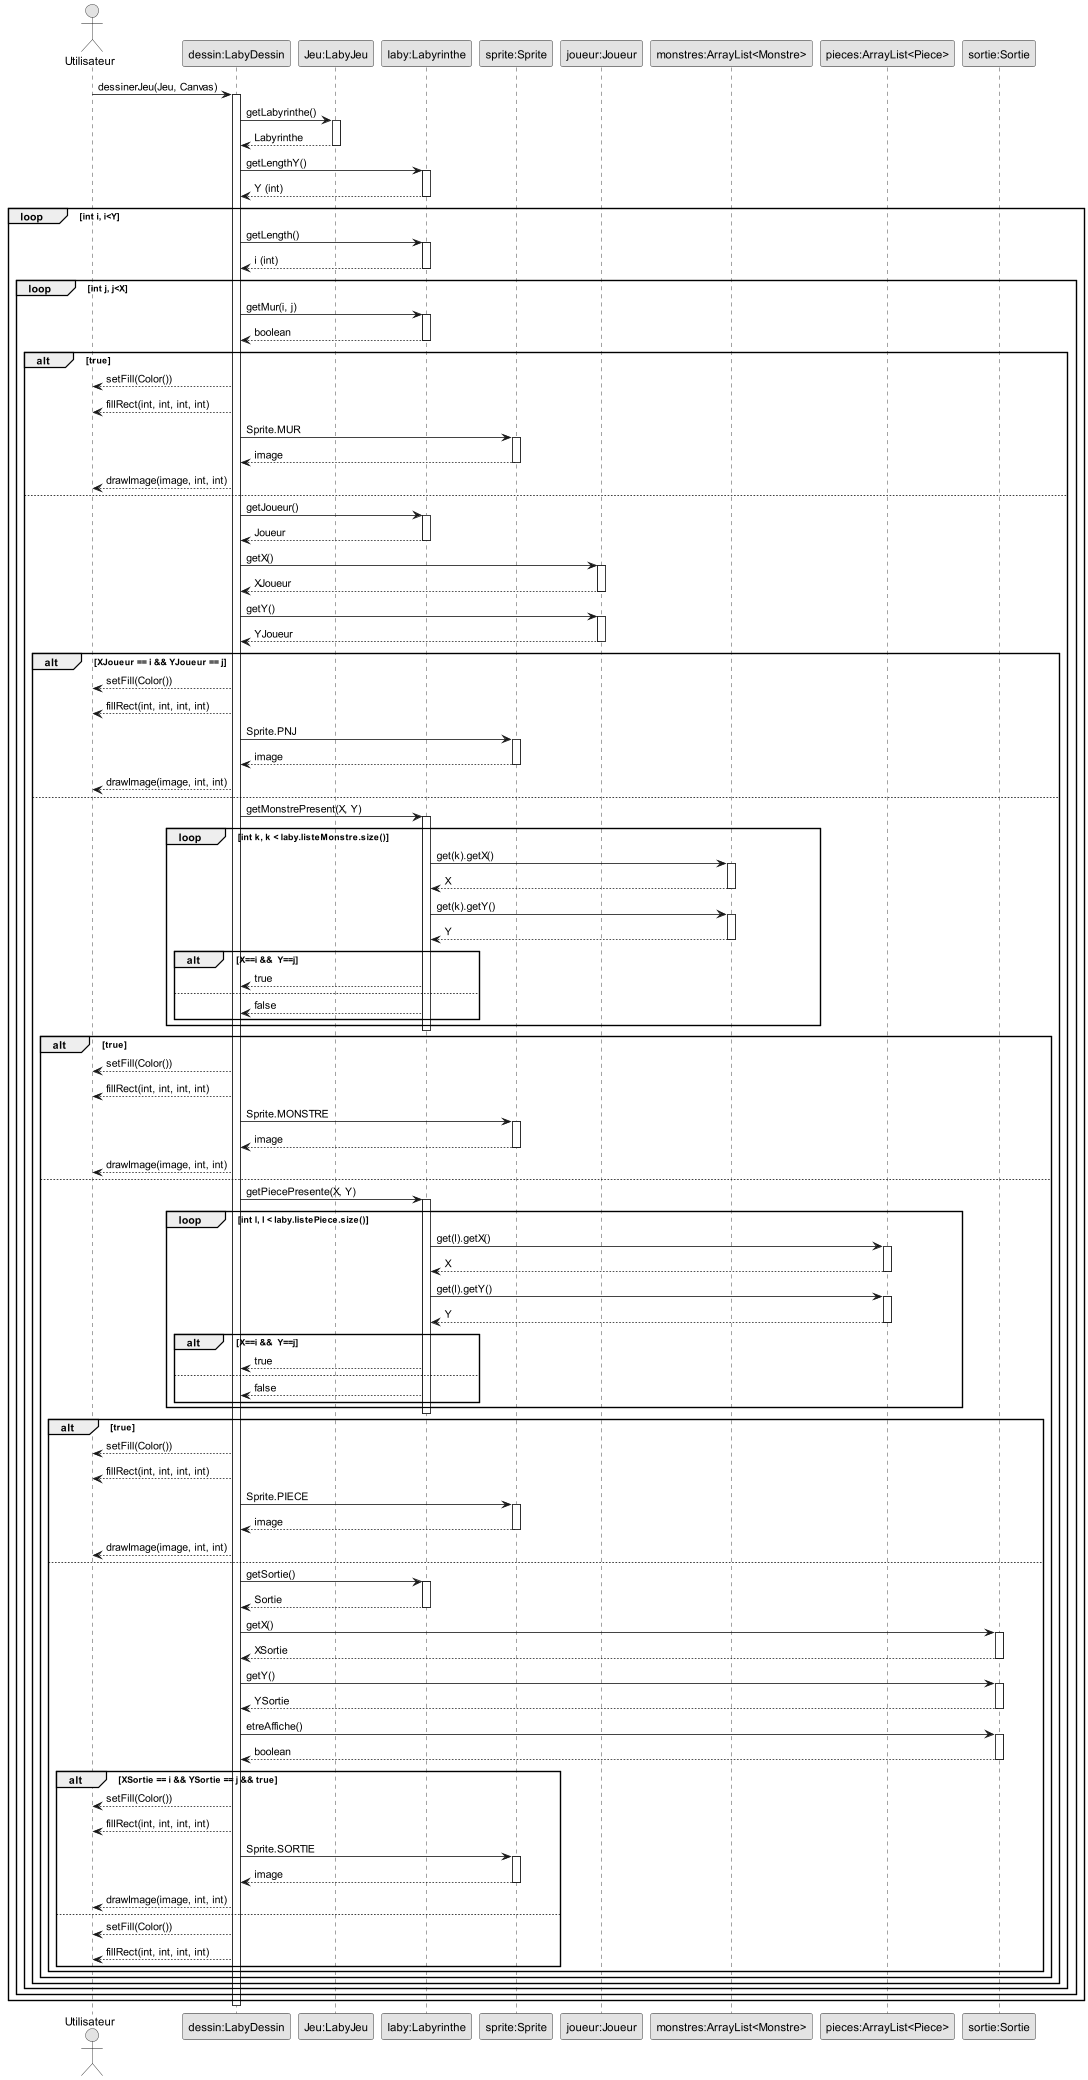 Utilisateur
dessin:LabyDessin
Jeu:LabyJeu
laby:Labyrinthe
sprite:Sprite
joueur:Joueur
monstres:ArrayList<Monstre>
pieces:ArrayList<Piece>
sortie:Sortie
dessinerJeu(Jeu, Canvas)
getLabyrinthe()
Labyrinthe
getLengthY()
Y (int)
loop [int i, i<Y]
getLength()
i (int)
loop [int j, j<X]
getMur(i, j)
boolean
alt [true]
setFill(Color())
fillRect(int, int, int, int)
Sprite.MUR
image
drawImage(image, int, int)
getJoueur()
Joueur
getX()
XJoueur
getY()
YJoueur
alt [XJoueur == i && YJoueur == j]
setFill(Color())
fillRect(int, int, int, int)
Sprite.PNJ
image
drawImage(image, int, int)
getMonstrePresent(X, Y)
loop [int k, k < laby.listeMonstre.size()]
get(k).getX()
X
get(k).getY()
Y
alt [X==i && Y==j]
true
false
alt [true]
setFill(Color())
fillRect(int, int, int, int)
Sprite.MONSTRE
image
drawImage(image, int, int)
getPiecePresente(X, Y)
loop [int l, l < laby.listePiece.size()]
get(l).getX()
X
get(l).getY()
Y
alt [X==i && Y==j]
true
false
alt [true]
setFill(Color())
fillRect(int, int, int, int)
Sprite.PIECE
image
drawImage(image, int, int)
getSortie()
Sortie
getX()
XSortie
getY()
YSortie
etreAffiche()
boolean
alt [XSortie == i && YSortie == j && true]
setFill(Color())
fillRect(int, int, int, int)
Sprite.SORTIE
image
drawImage(image, int, int)
setFill(Color())
fillRect(int, int, int, int)
Utilisateur
dessin:LabyDessin
Jeu:LabyJeu
laby:Labyrinthe
sprite:Sprite
joueur:Joueur
monstres:ArrayList<Monstre>
pieces:ArrayList<Piece>
sortie:Sortie